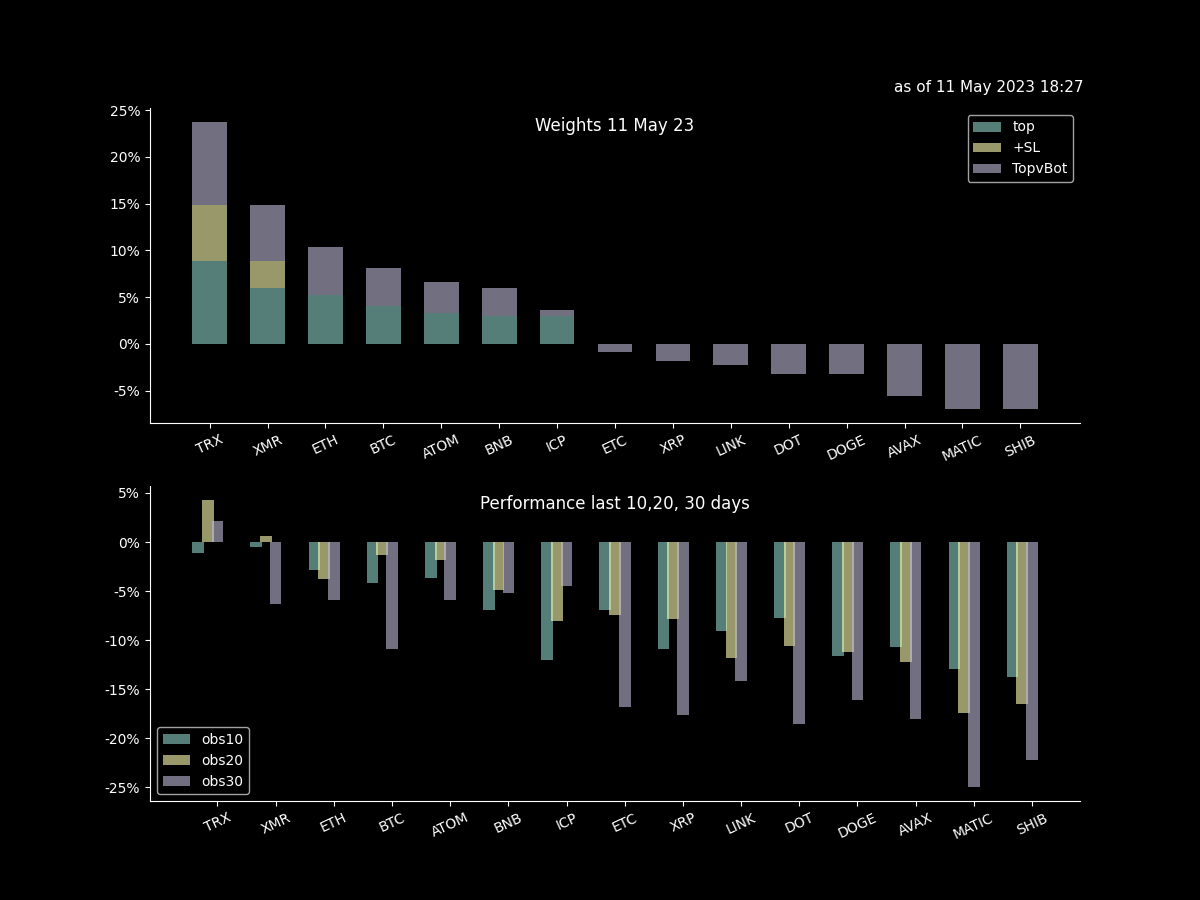 as of 11 May 2023 18:27
Weights 11 May 23
top
+SL
TopvBot
25%
20%
15%
10%
5%
0%
-5%
TRX XMR ETH BTC ATOM BNB ICP ETC XRP LINK DOT DOGE AVAX MATIC SHIB
Performance last 10,20, 30 days
5%
0%
-5%
-10%
-15%
-20%
-25%
obs10
obs20
obs30
TRX XMR ETH BTC ATOM BNB ICP ETC XRP LINK DOT DOGE AVAX MATIC SHIB